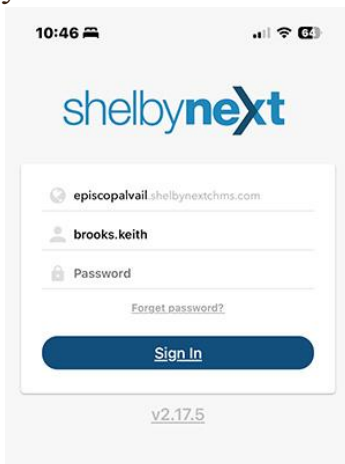 10:46
64
shelbynext
episcopalvail.shelbynextchms.com
brooks.keith
Password
Forget password?
Sign In
v2.17.5